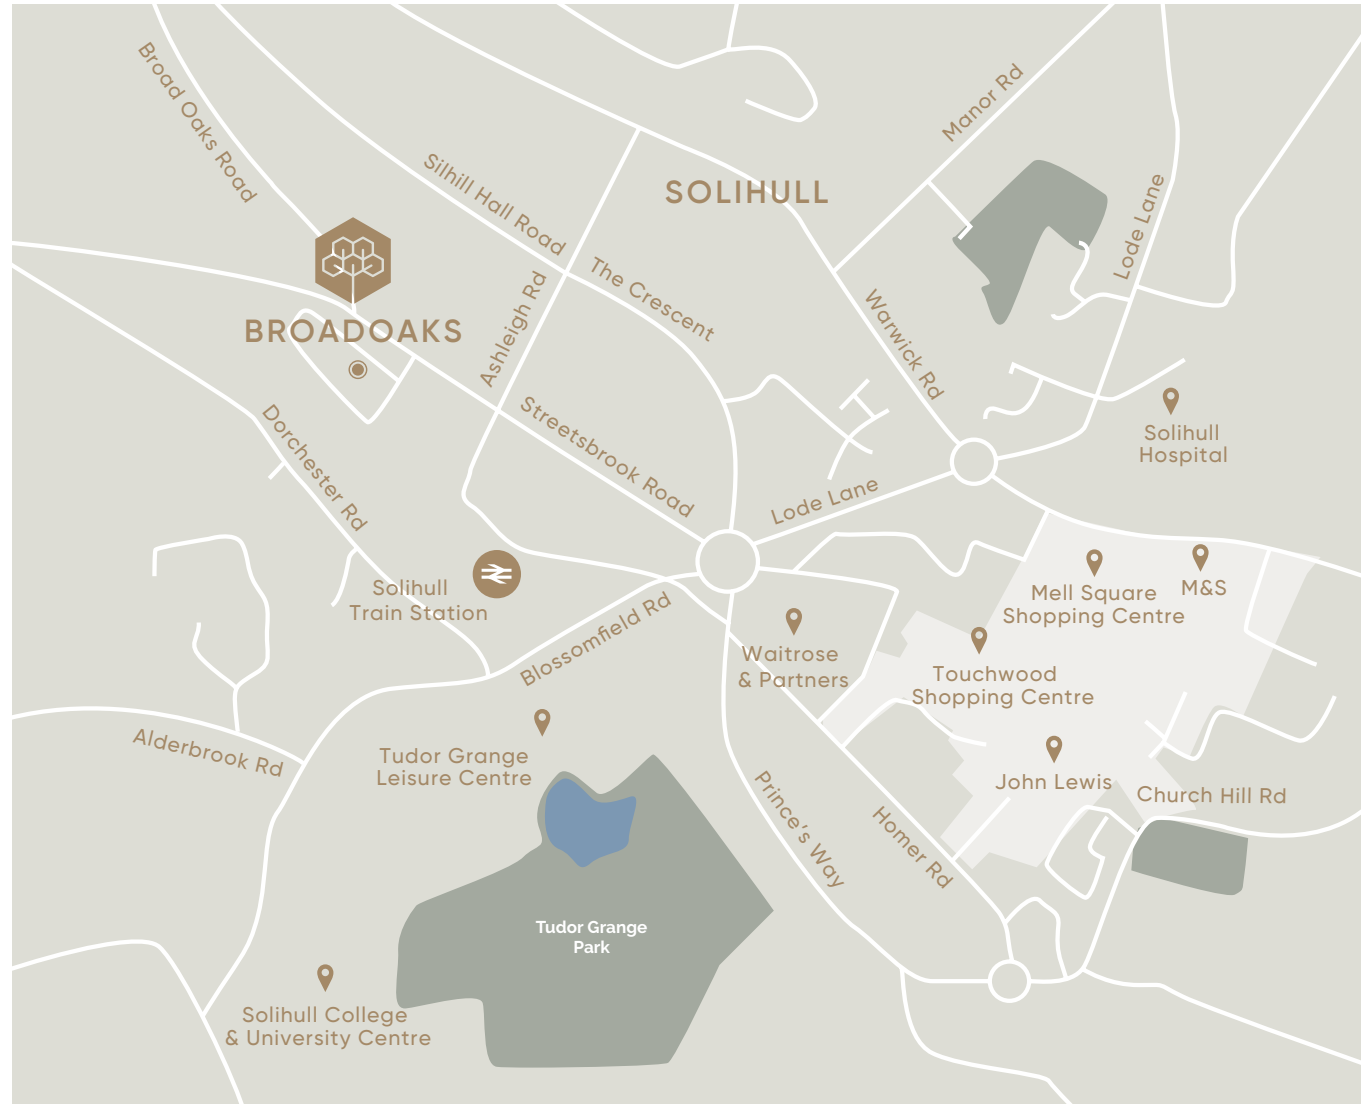 Broad Oaks Road
Silhill Hall Road
SOLIHULL
Manor Rd
Lode Lane
The Crescent
Ashleigh Rd
Warwick Rd
BROADOAKS
Dorchester Rd
Streetsbrook Road
Lode Lane
Solihull
Hospital
Solihull
Train Station
Blossomfield Rd
Waitrose
& Partners
Mell Square
Shopping Centre
M&S
Touchwood
Shopping Centre
Alderbrook Rd
Tudor Grange
Leisure Centre
Prince's Way
Homer Rd
John Lewis
Church Hill Rd
Tudor Grange
Park
Solihull College
& University Centre